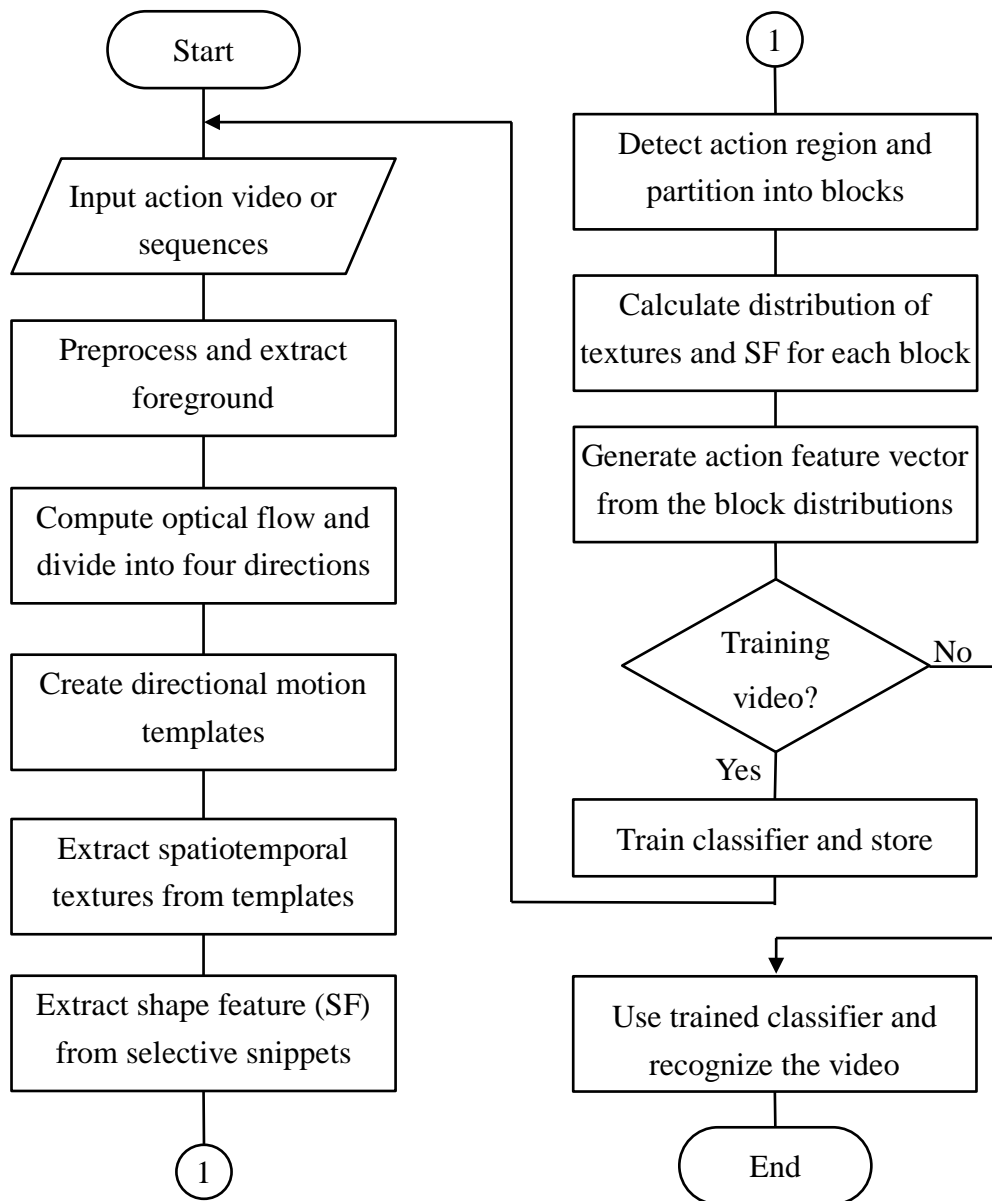 Start
Input action video or
sequences
Preprocess and extract
foreground
Compute optical flow and
divide into four directions
Create directional motion
templates
Extract spatiotemporal
textures from templates
Extract shape feature (SF)
from selective snippets
1
1
Detect action region and
partition into blocks
Calculate distribution of
textures and SF for each block
Generate action feature vector
from the block distributions
Training
video?
No
Yes
Train classifier and store
Use trained classifier and
recognize the video
End